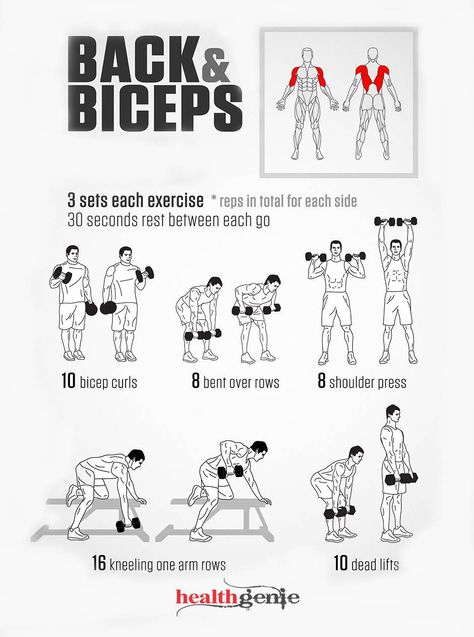 BACK &
BICEPS
3 sets each exercise * reps in total for each side
30 seconds rest between each go
10 bicep curls
8 bent over rows
8 shoulder press
16 kneeling one arm rows
10 dead lifts
healthgenie